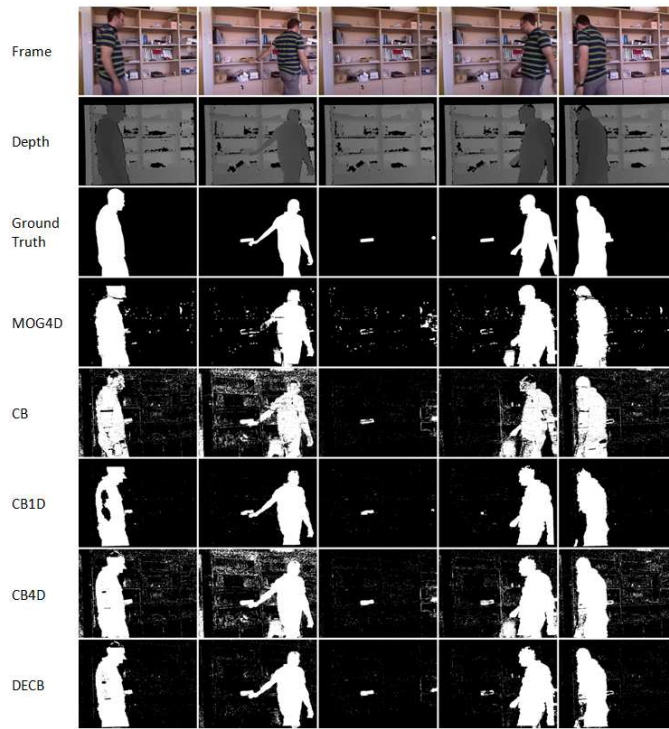 Frame
Depth
Ground
Truth
MOG4D
CB
CB1D
CB4D
DECB